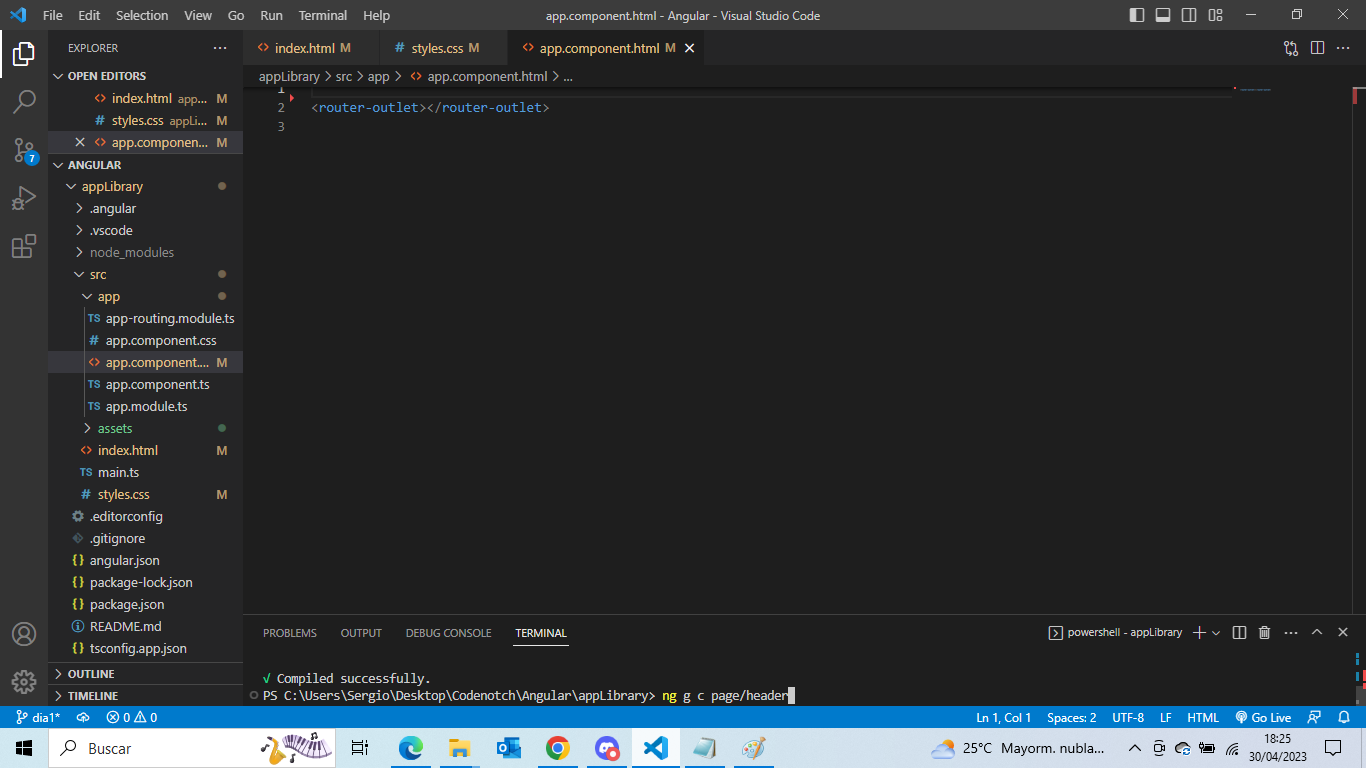 File Edit Selection View Go Run Terminal Help app.component.html - Angular - Visual Studio Code
EXPLORER ···
index.html M styles.css M app.component.html M
OPEN EDITORS
appLibrary > src > app > app.component.html > ...
index.html app... M
styles.css appLi... M
app.componen... M
1
2 <router-outlet></router-outlet>
3
ANGULAR
appLibrary
.angular
.vscode
node_modules
src
app
TS app-routing.module.ts
# app.component.css
app.component.... M
TS app.component.ts
TS app.module.ts
assets
index.html M
TS main.ts
# styles.css M
.editorconfig
.gitignore
{} angular.json
{} package-lock.json
{} package.json
README.md
{} tsconfig.app.json
OUTLINE
TIMELINE
7
PROBLEMS OUTPUT DEBUG CONSOLE TERMINAL powershell - appLibrary
√ Compiled successfully.
PS C:\Users\Sergio\Desktop\Codenotch\Angular\appLibrary> ng g c page/header
dia1* 0 0 Ln 1, Col 1 Spaces: 2 UTF-8 LF HTML Go Live
Buscar 25°C Mayorm. nubla... 18:25
30/04/2023